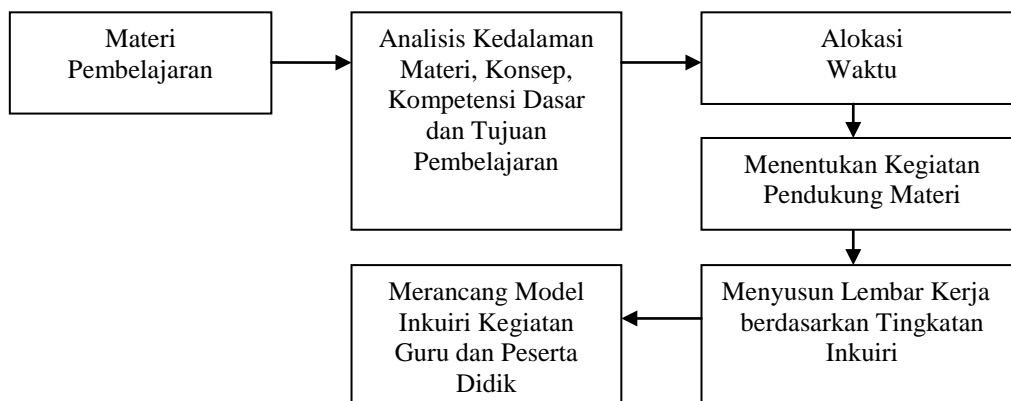 Materi
Pembelajaran
Analisis Kedalaman
Materi, Konsep,
Kompetensi Dasar
dan Tujuan
Pembelajaran
Alokasi
Waktu
Menentukan Kegiatan
Pendukung Materi
Menyusun Lembar Kerja
berdasarkan Tingkatan
Inkuiri
Merancang Model
Inkuiri Kegiatan
Guru dan Peserta
Didik